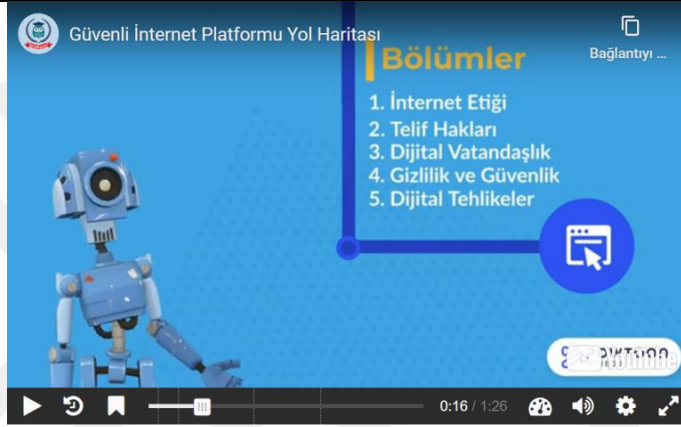 Güvenli İnternet Platformu Yol Haritası
Bağlantıyı ...
Bölümler
1. İnternet Etiği
2. Telif Hakları
3. Dijital Vatandaşlık
4. Gizlilik ve Güvenlik
5. Dijital Tehlikeler
YouTube
0:16 / 1:26